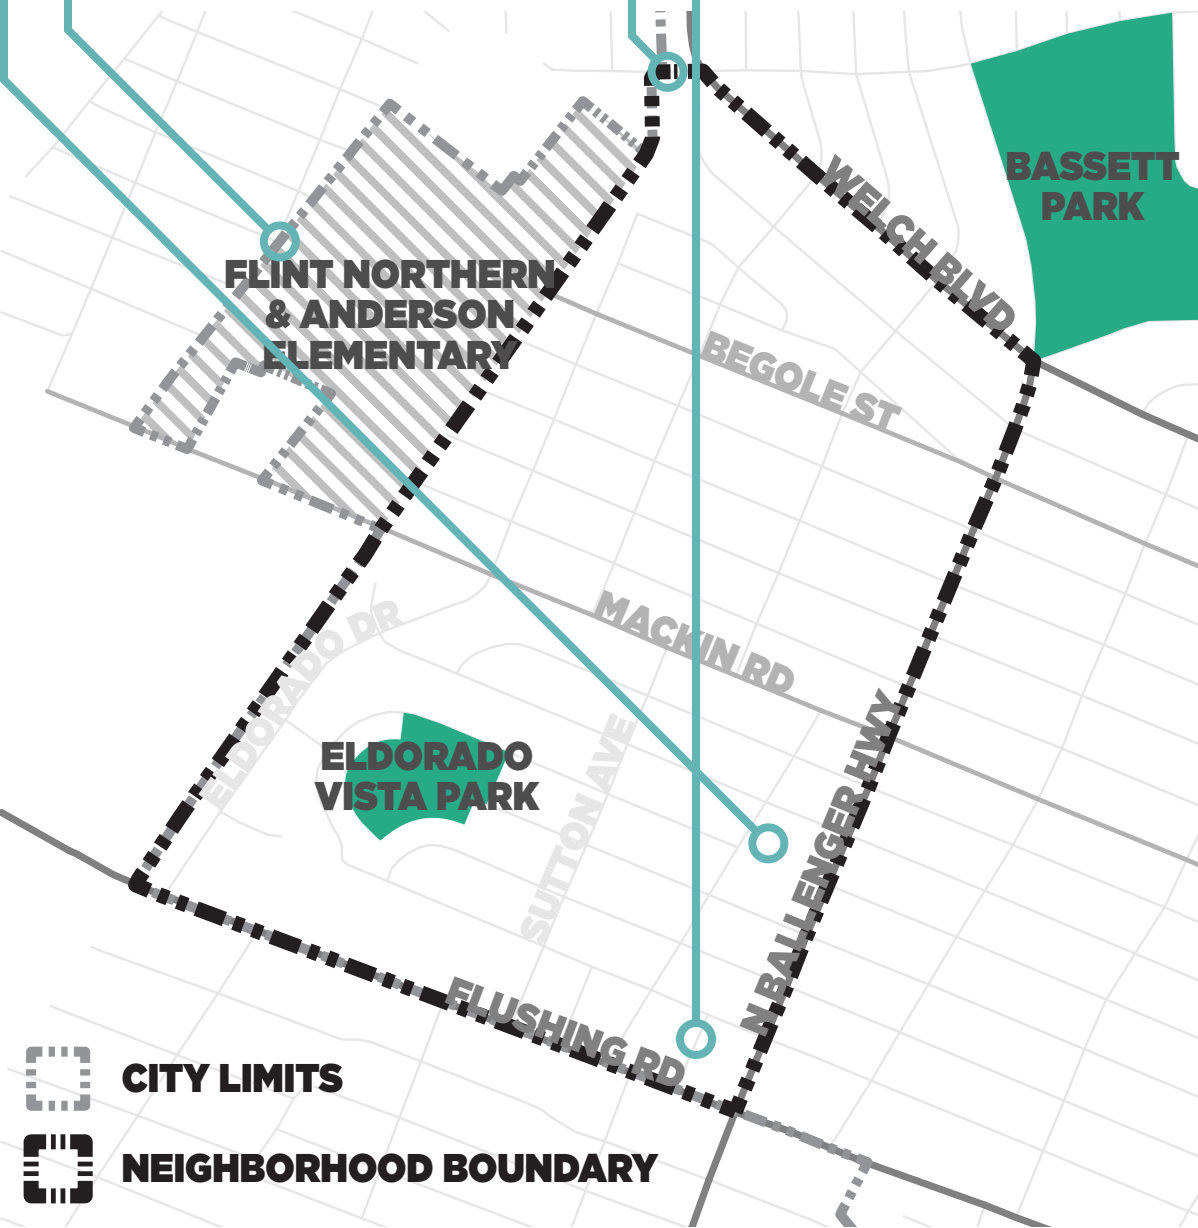 BASSETT
PARK
WELCH BLVD
FLINT NORTHERN
& ANDERSON
ELEMENTARY
BEGOLE ST
MACKIN RD
ELDORADO DR
ELDORADO
VISTA PARK
SUTTON AVE
N BALLENGER HWY
FLUSHING RD
CITY LIMITS
NEIGHBORHOOD BOUNDARY